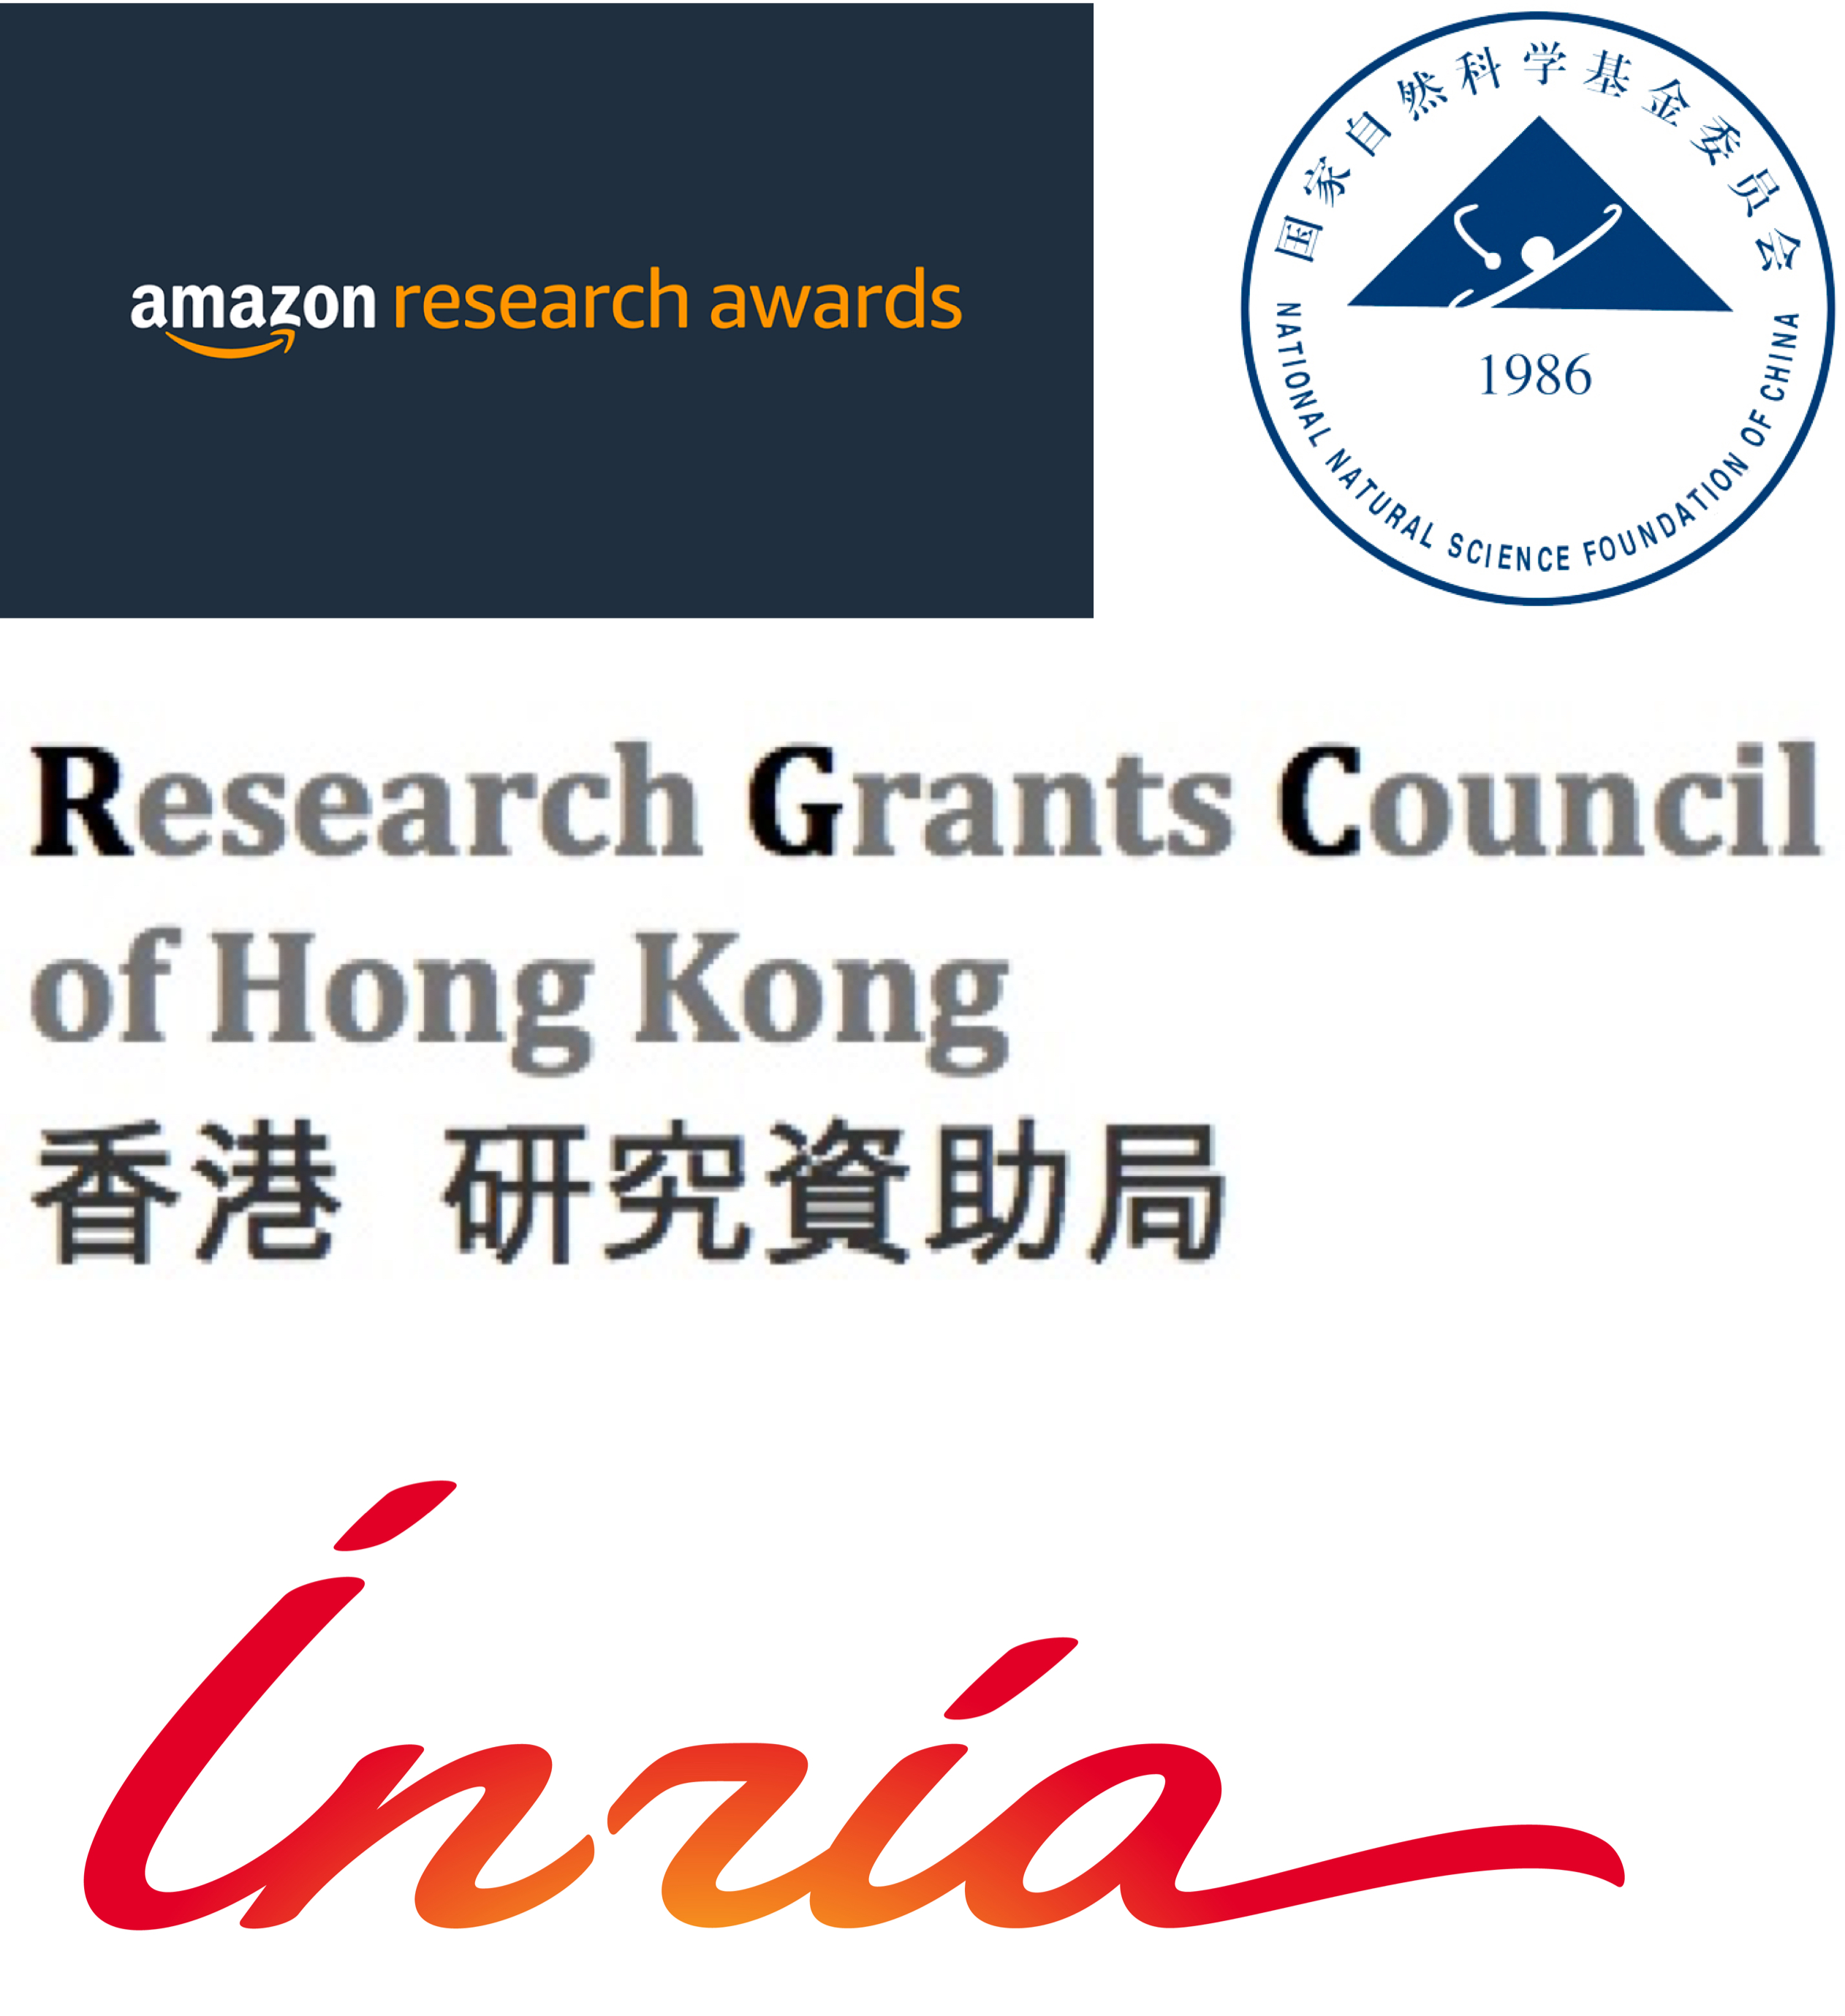 amazon research awards
国家自然科学基金委员会
1986
NATIONAL NATURAL SCIENCE FOUNDATION OF CHINA
Research Grants Council
of Hong Kong
香港 研究資助局
Inria